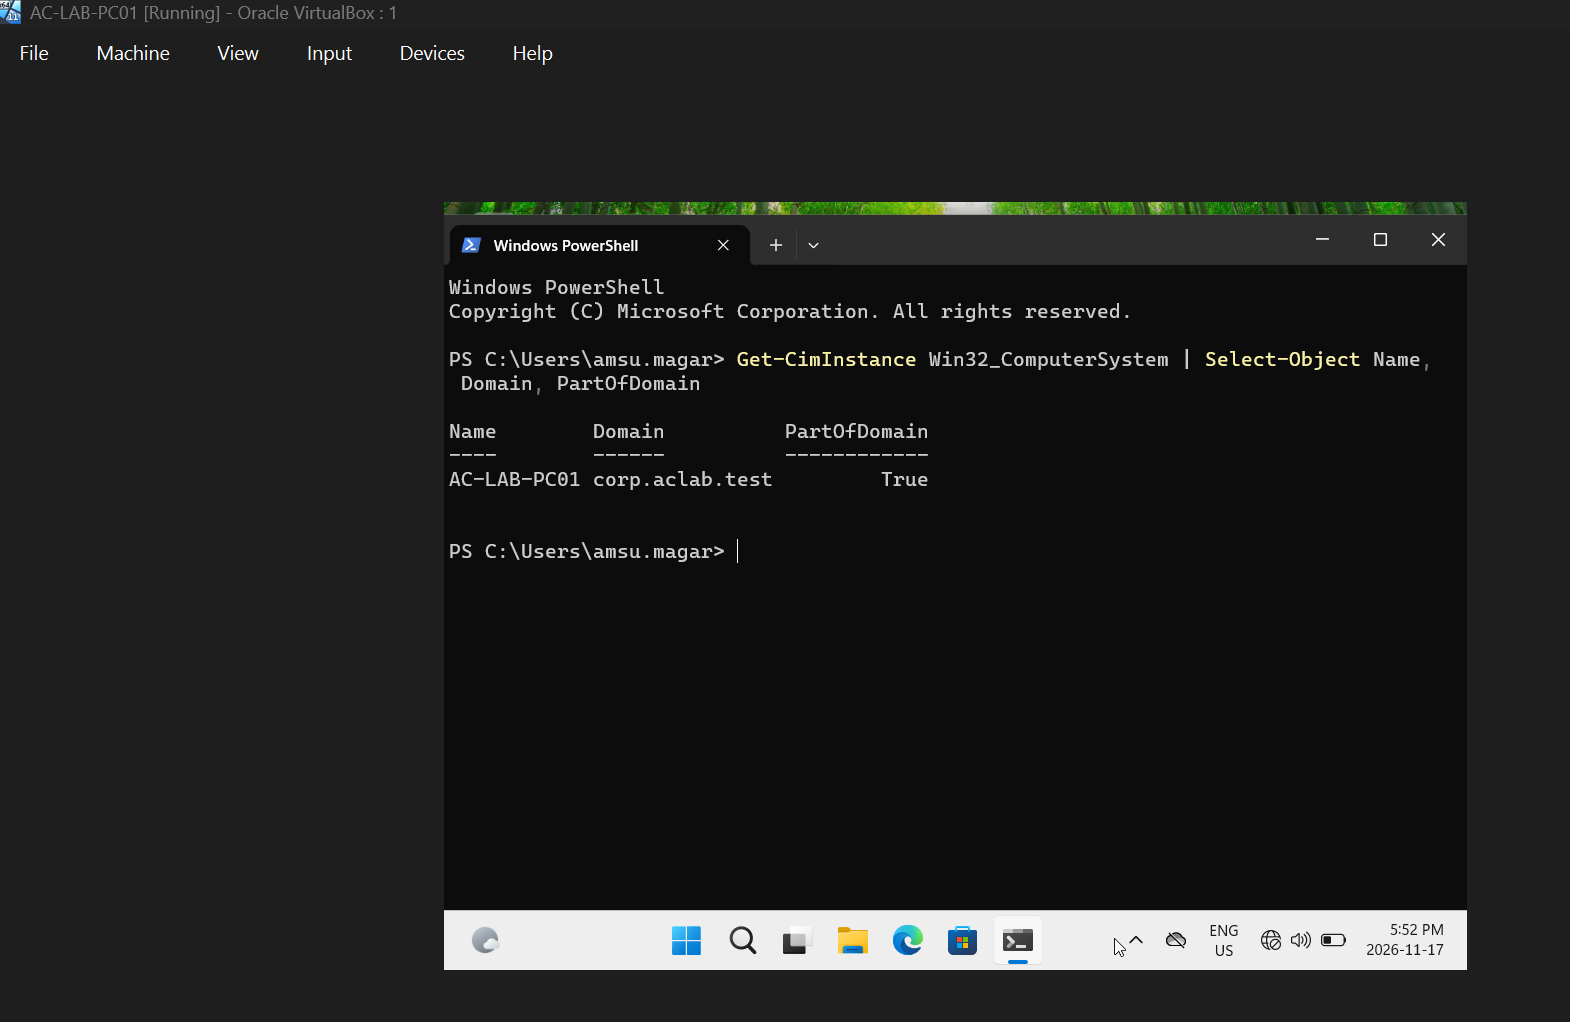 AC-LAB-PC01 [Running] - Oracle VirtualBox : 1
File Machine View Input Devices Help
Windows PowerShell
Windows PowerShell
Copyright (C) Microsoft Corporation. All rights reserved.
PS C:\Users\amsu.magar> Get-CimInstance Win32_ComputerSystem | Select-Object Name,
Domain, PartOfDomain
Name Domain PartOfDomain
---- ------ ------------
AC-LAB-PC01 corp.aclab.test True
PS C:\Users\amsu.magar>
ENG
US
5:52 PM
2026-11-17